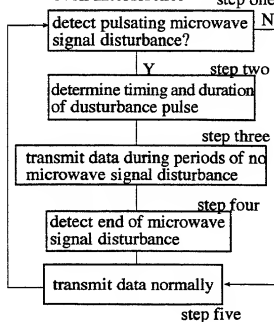 step one
detect pulsating microwave
signal disturbance?
N
Y
step two
determine timing and duration
of dusturbance pulse
step three
transmit data during periods of no
microwave signal disturbance
step four
detect end of microwave
signal disturbance
transmit data normally
step five